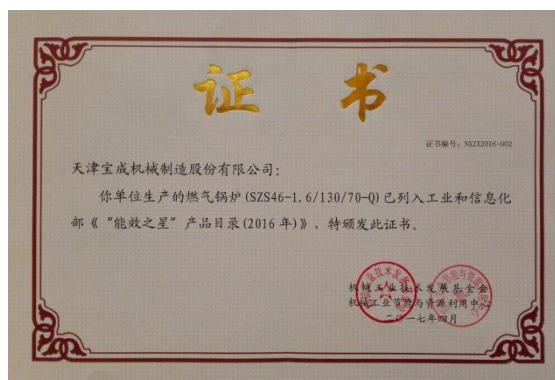 证书
证书编号：NXZX2016-002
天津宝成机械制造股份有限公司：
你单位生产的燃气锅炉(SZS46-1.6/130/70-Q)已列入工业和信息化
部《“能效之星”产品目录(2016年)》，特颁发此证书。
机械工业技术发展基金会
机械工业节能与资源利用中心
二〇一七年四月